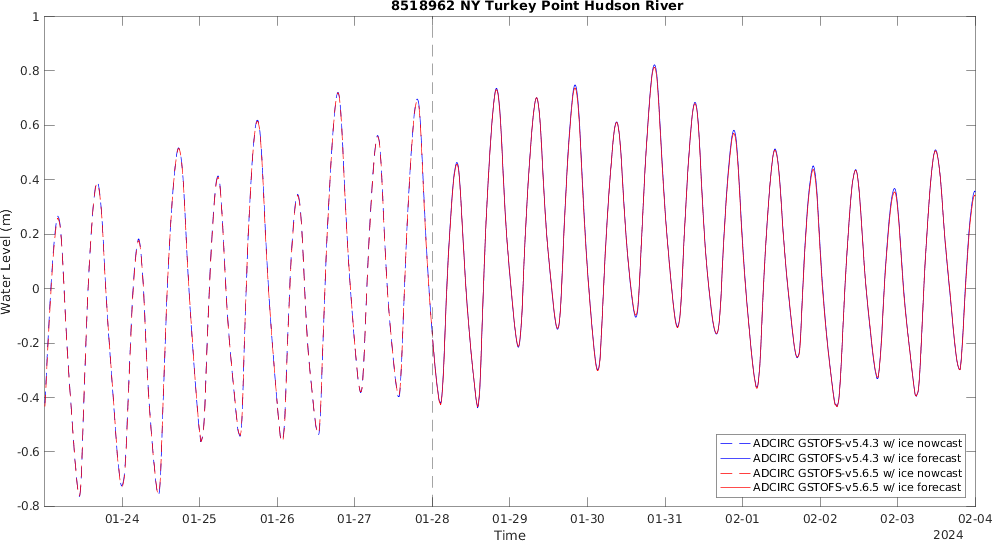 8518962 NY Turkey Point Hudson River
1
0.8
0.6
0.4
0.2
0
-0.2
-0.4
-0.6
-0.8
Water Level (m)
ADCIRC GSTOFS-v5.4.3 w/ ice nowcast
ADCIRC GSTOFS-v5.4.3 w/ ice forecast
ADCIRC GSTOFS-v5.6.5 w/ ice nowcast
ADCIRC GSTOFS-v5.6.5 w/ ice forecast
01-24 01-25 01-26 01-27 01-28 01-29 01-30 01-31 02-01 02-02 02-03 02-04
Time
2024